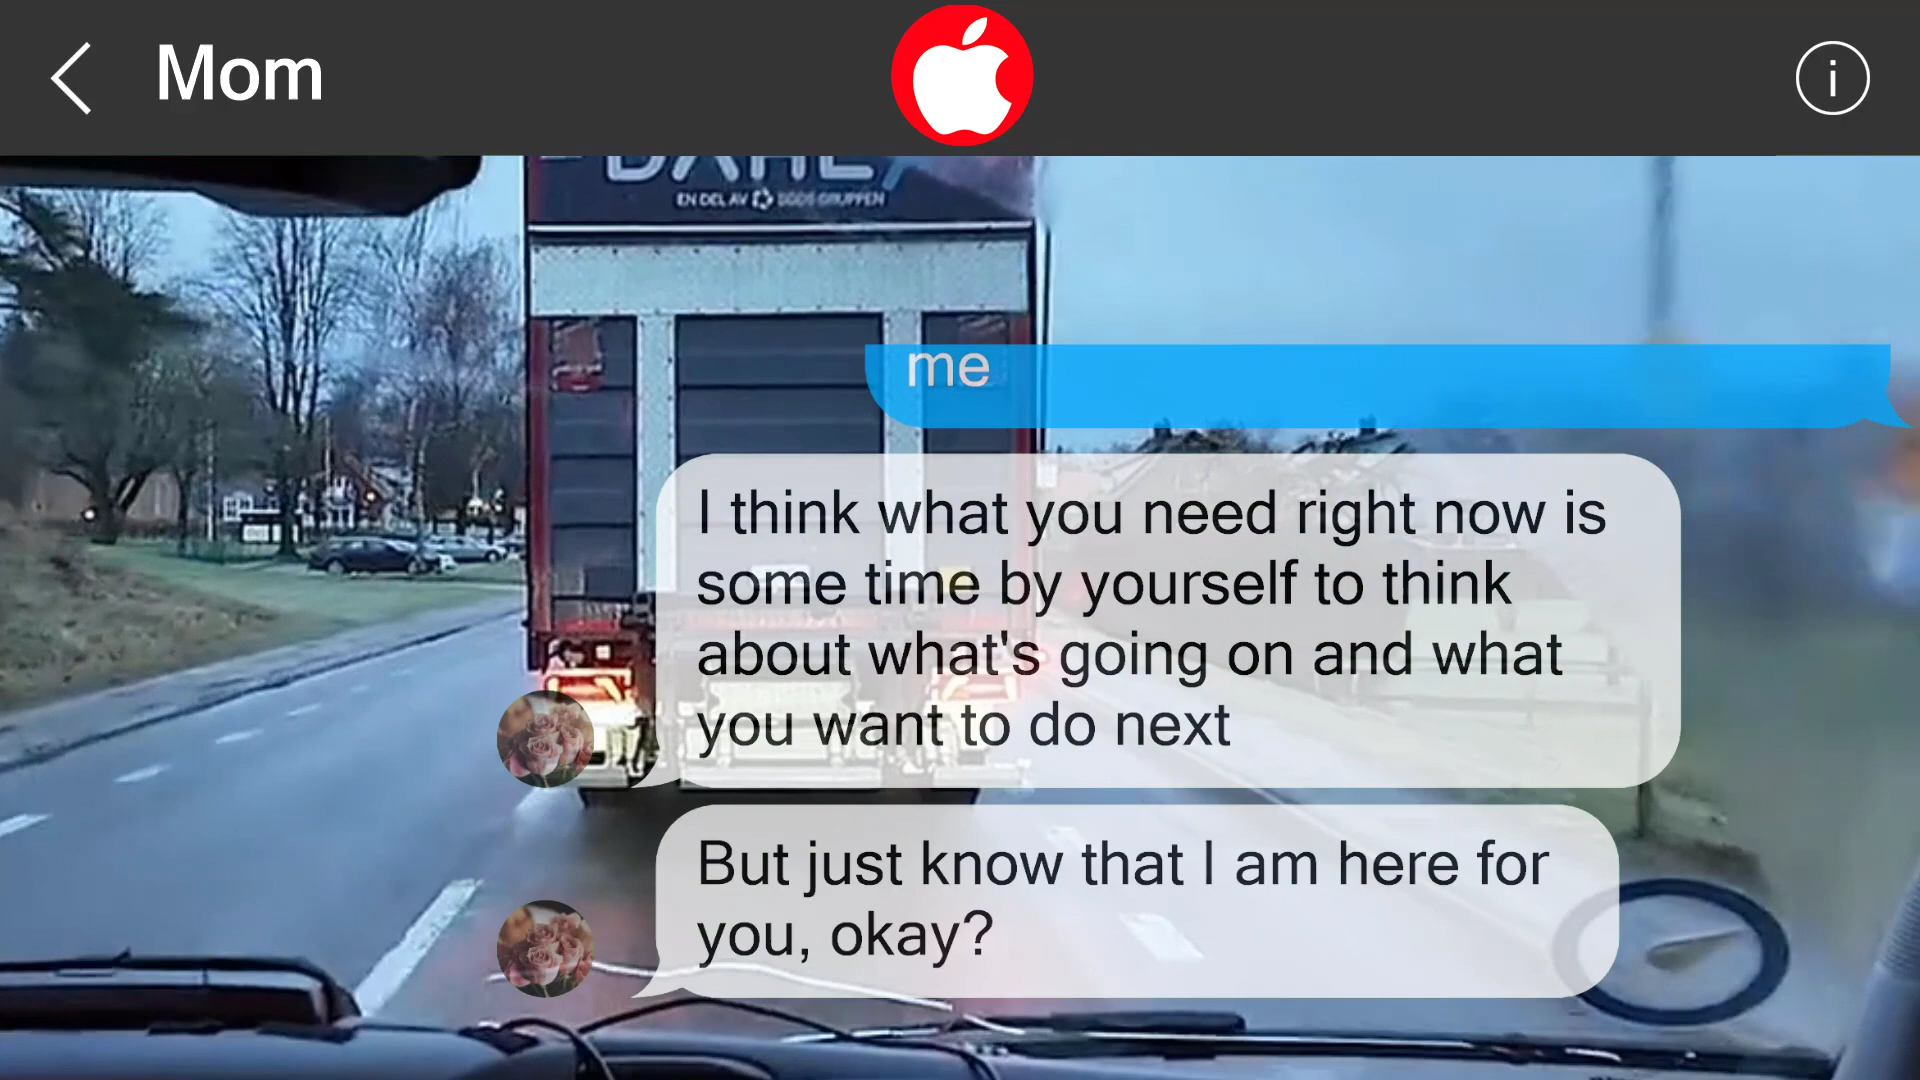 Mom
EN DEL AV
me
I think what you need right now is
some time by yourself to think
about what's going on and what
you want to do next
But just know that I am here for
you, okay?